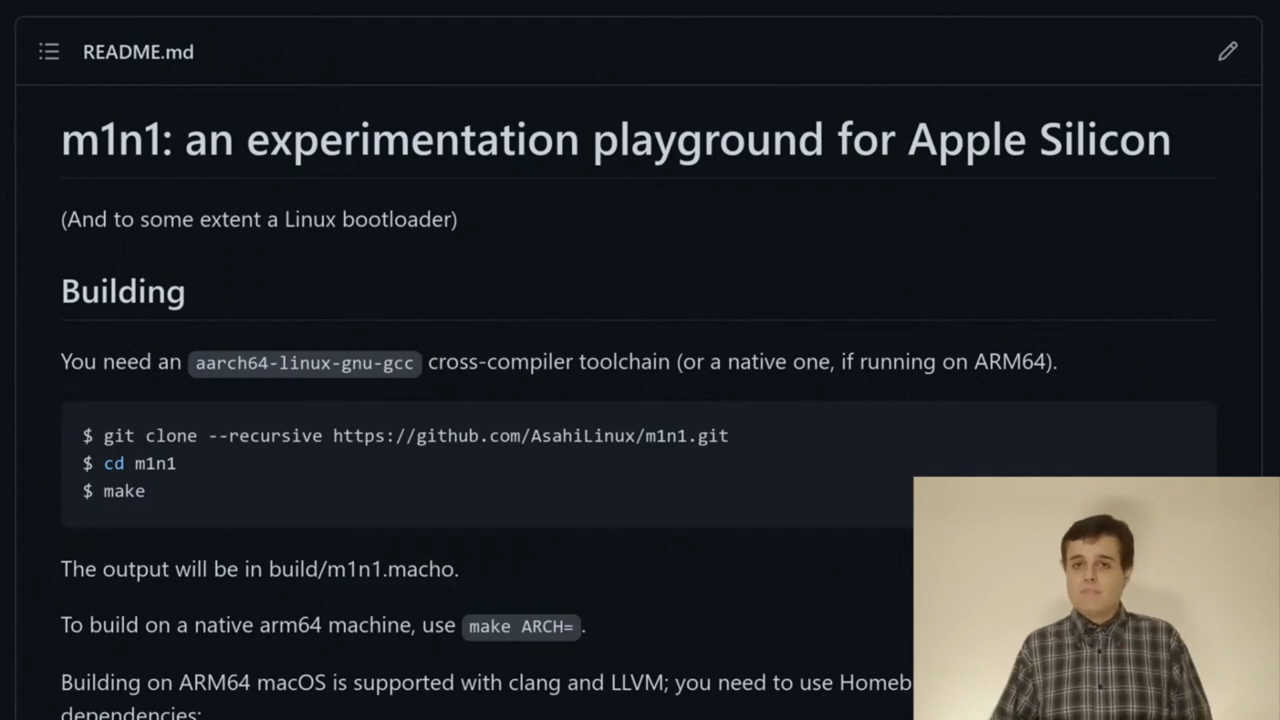 README.md
m1n1: an experimentation playground for Apple Silicon
(And to some extent a Linux bootloader)
Building
You need an aarch64-linux-gnu-gcc cross-compiler toolchain (or a native one, if running on ARM64).
$ git clone --recursive https://github.com/AsahiLinux/m1n1.git
$ cd m1n1
$ make
The output will be in build/m1n1.macho.
To build on a native arm64 machine, use make ARCH=.
Building on ARM64 macOS is supported with clang and LLVM; you need to use Homeb
dependencies: